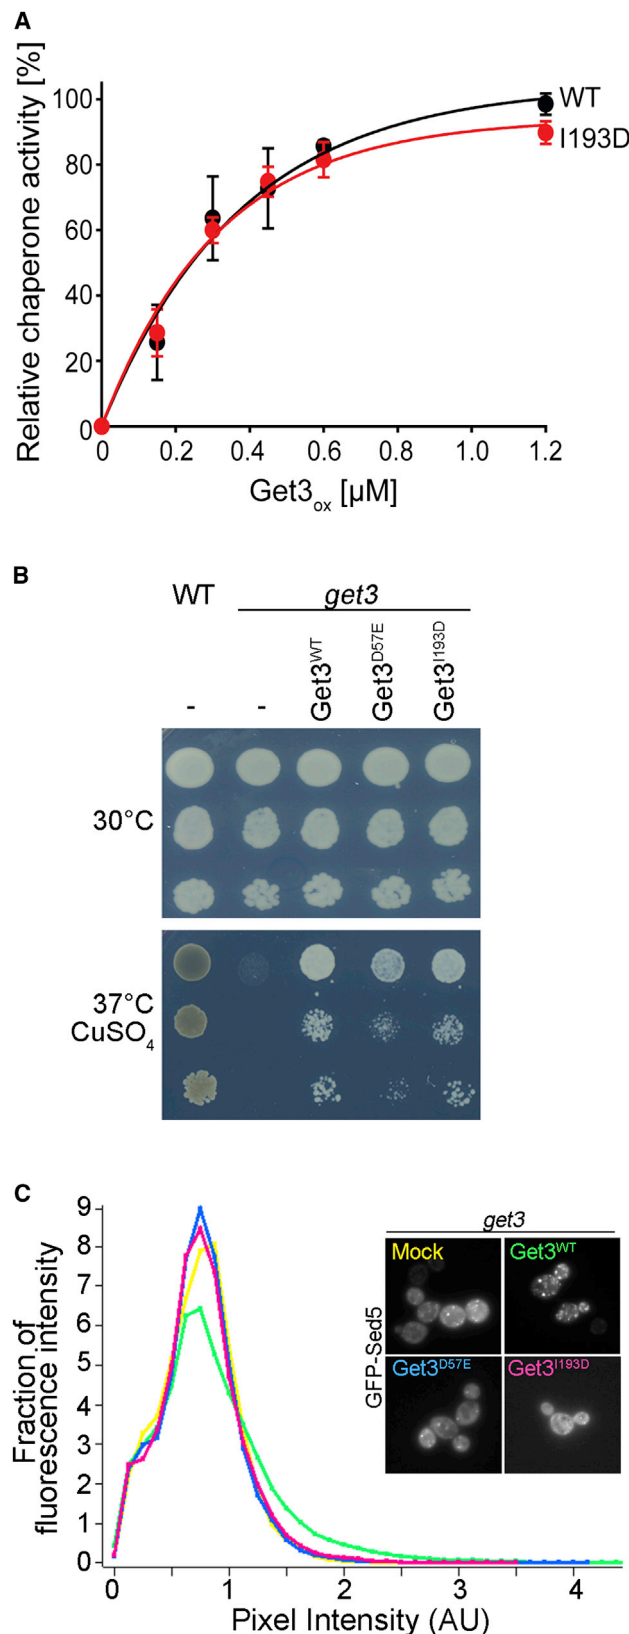 A
Relative chaperone activity [%]
100
80
60
40
20
0
0 0.2 0.4 0.6 0.8 1.0 1.2
Get3ox [µM]
WT
I193D
B
WT get3
- - Get3WT Get3D57E Get3I193D
30°C
37°C
CuSO4
C
Fraction of
fluorescence intensity
9
8
7
6
5
4
3
2
1
0
0 1 2 3 4
Pixel Intensity (AU)
get3
GFP-Sed5
Mock Get3WT
Get3D57E Get3I193D